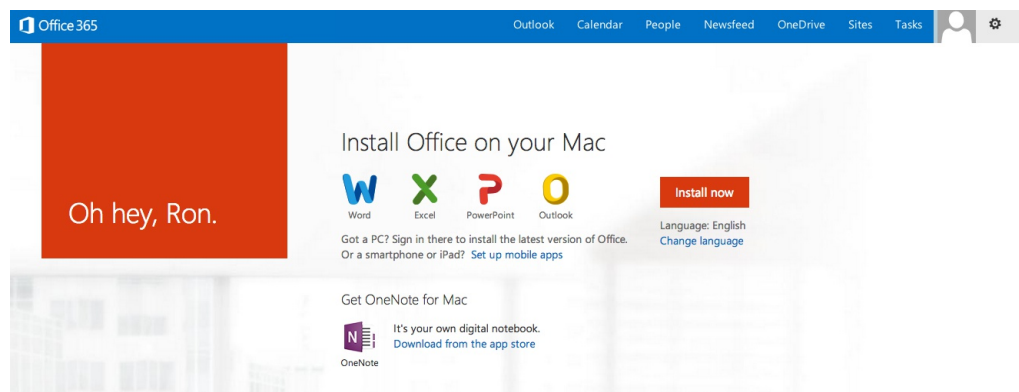 Office 365 Outlook Calendar People Newsfeed OneDrive Sites Tasks
Oh hey, Ron.
Install Office on your Mac
Word Excel PowerPoint Outlook
Got a PC? Sign in there to install the latest version of Office.
Or a smartphone or iPad? Set up mobile apps
Install now
Language: English
Change language
Get OneNote for Mac
N
It's your own digital notebook.
Download from the app store
OneNote